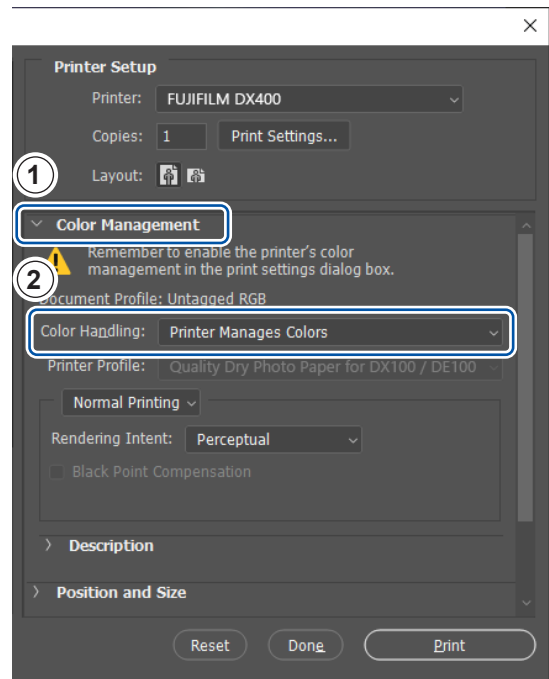 Printer Setup
Printer: FUJIFILM DX400
Copies: 1 Print Settings...
1 Layout:
Color Management
Remember to enable the printer's color
management in the print settings dialog box.
2
Document Profile: Untagged RGB
Color Handling: Printer Manages Colors
Printer Profile: Quality Dry Photo Paper for DX100 / DE100
Normal Printing
Rendering Intent: Perceptual
Black Point Compensation
Description
Position and Size
Reset Done Print